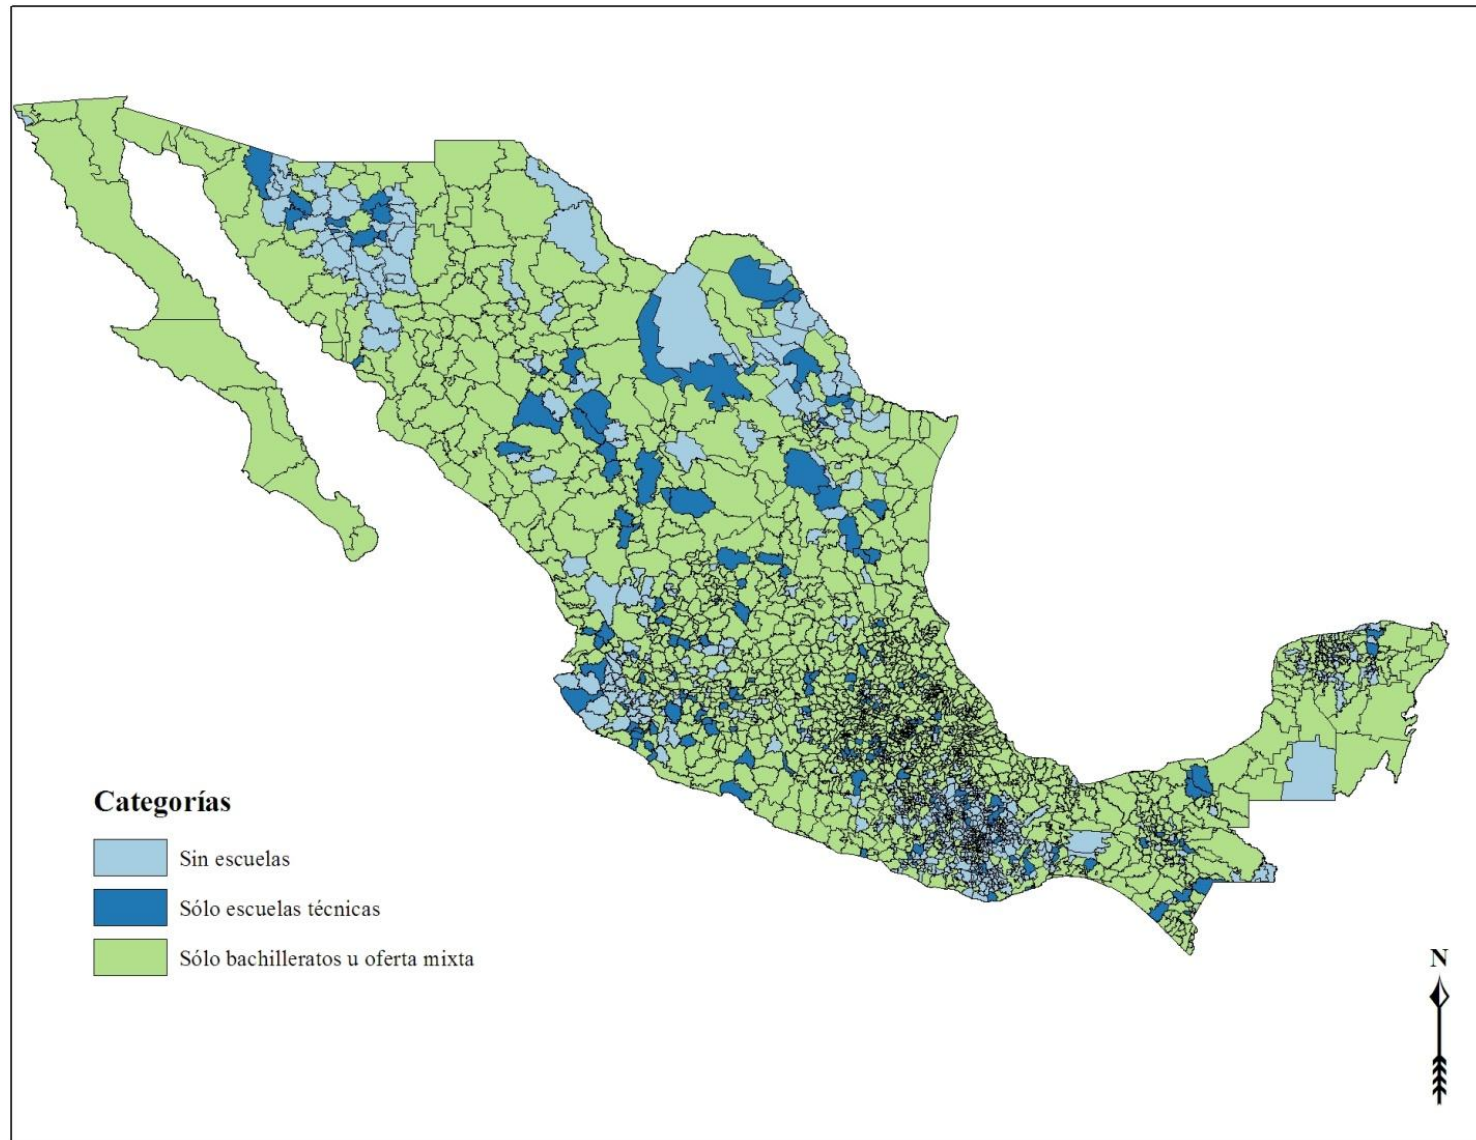 Categorías
Sin escuelas
Sólo escuelas técnicas
Sólo bachilleratos u oferta mixta
N